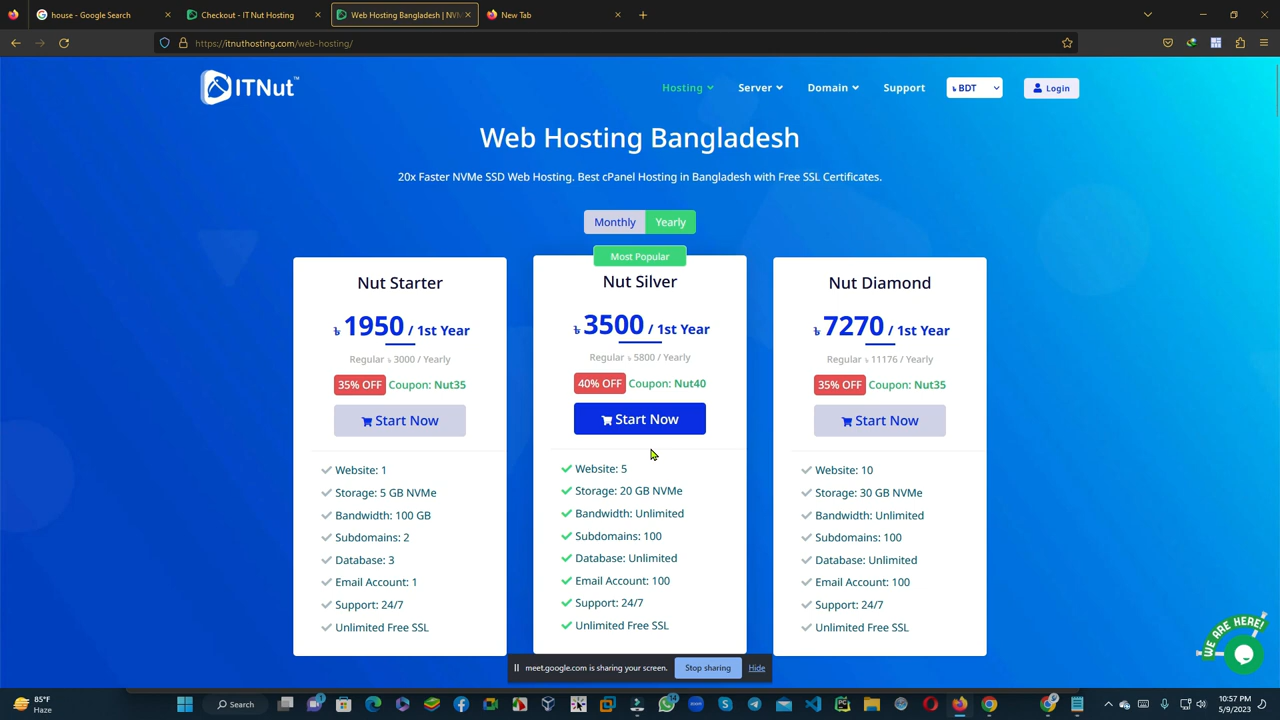 house - Google Search
Checkout - IT Nut Hosting
Web Hosting Bangladesh | NVM
New Tab
https://itnuthosting.com/web-hosting/
ITNut™
Hosting
Server
Domain
Support
৳ BDT
Login
Web Hosting Bangladesh
20x Faster NVMe SSD Web Hosting. Best cPanel Hosting in Bangladesh with Free SSL Certificates.
Monthly
Yearly
Nut Starter
৳ 1950 / 1st Year
Regular ৳ 3000 / Yearly
35% OFF Coupon: Nut35
Start Now
Website: 1
Storage: 5 GB NVMe
Bandwidth: 100 GB
Subdomains: 2
Database: 3
Email Account: 1
Support: 24/7
Unlimited Free SSL
Most Popular
Nut Silver
৳ 3500 / 1st Year
Regular ৳ 5800 / Yearly
40% OFF Coupon: Nut40
Start Now
Website: 5
Storage: 20 GB NVMe
Bandwidth: Unlimited
Subdomains: 100
Database: Unlimited
Email Account: 100
Support: 24/7
Unlimited Free SSL
Nut Diamond
৳ 7270 / 1st Year
Regular ৳ 11176 / Yearly
35% OFF Coupon: Nut35
Start Now
Website: 10
Storage: 30 GB NVMe
Bandwidth: Unlimited
Subdomains: 100
Database: Unlimited
Email Account: 100
Support: 24/7
Unlimited Free SSL
WE ARE HERE!
meet.google.com is sharing your screen.
Stop sharing
Hide
85°F
Haze
Search
10:57 PM
5/9/2023